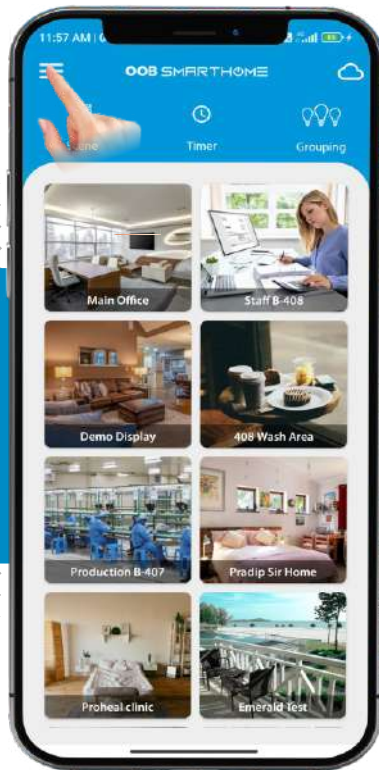 11:57 AM
OOB SMARTHOME
Timer
Grouping
Main Office
Staff B-408
Demo Display
408 Wash Area
Production B-407
Pradip Sir Home
Proheal clinic
Emerald Test